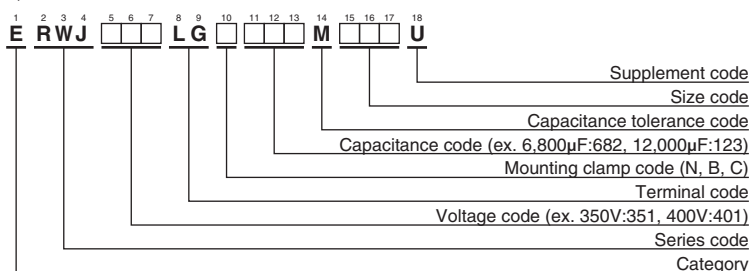 1 2 3 4 5 6 7 8 9 10 11 12 13 14 15 16 17 18
E RWJ □□□ LG □ □□□ M □□□ U
Supplement code
Size code
Capacitance tolerance code
Capacitance code (ex. 6,800µF:682, 12,000µF:123)
Mounting clamp code (N, B, C)
Terminal code
Voltage code (ex. 350V:351, 400V:401)
Series code
Category